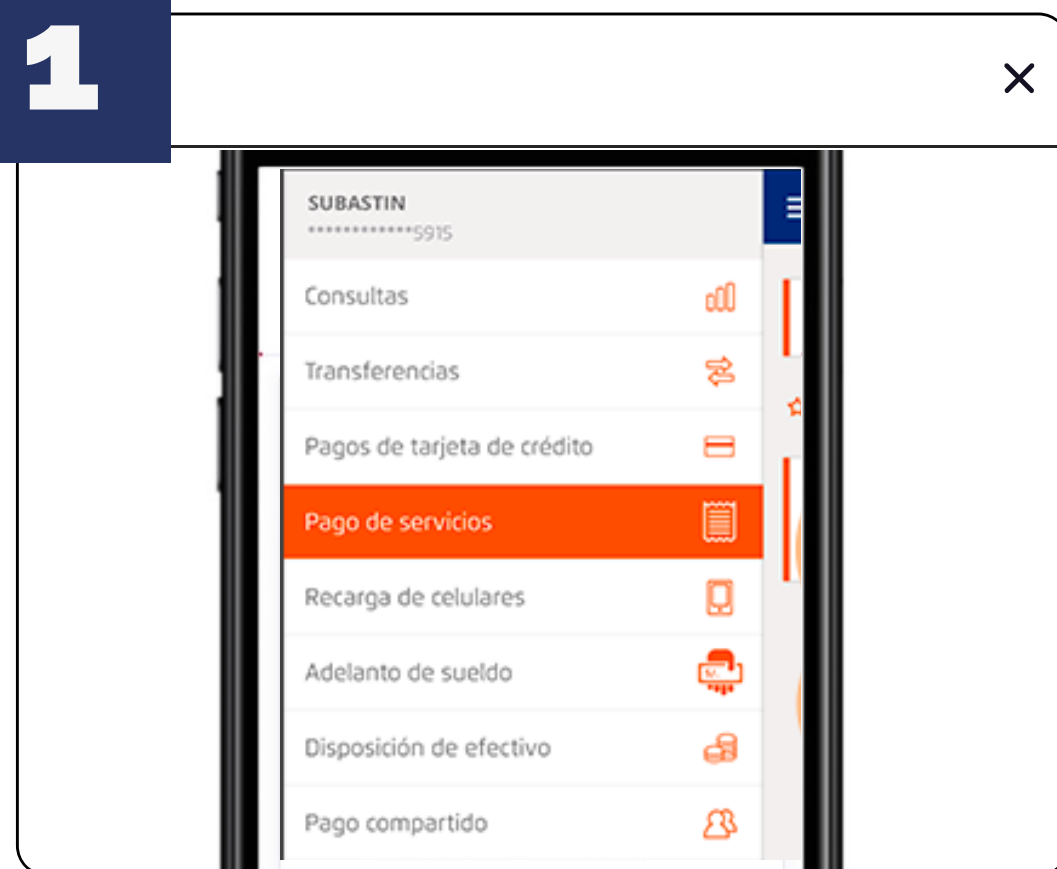 1
SUBASTIN
************5915
Consultas
Transferencias
Pagos de tarjeta de crédito
Pago de servicios
Recarga de celulares
Adelanto de sueldo
Disposición de efectivo
Pago compartido